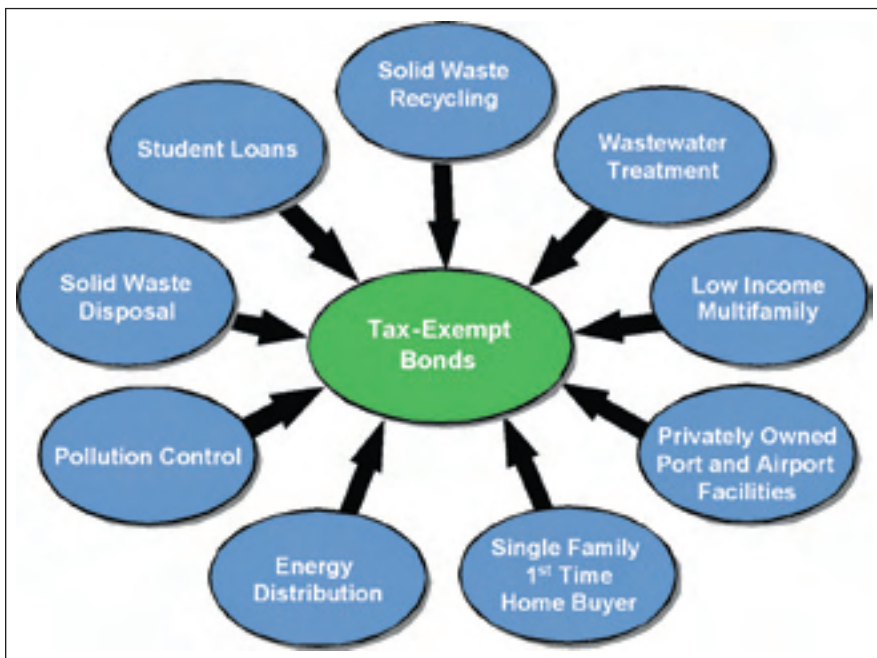 Solid Waste
Recycling
Student Loans
Wastewater
Treatment
Solid Waste
Disposal
Low Income
Multifamily
Tax-Exempt
Bonds
Pollution Control
Privately Owned
Port and Airport
Facilities
Energy
Distribution
Single Family
1st Time
Home Buyer